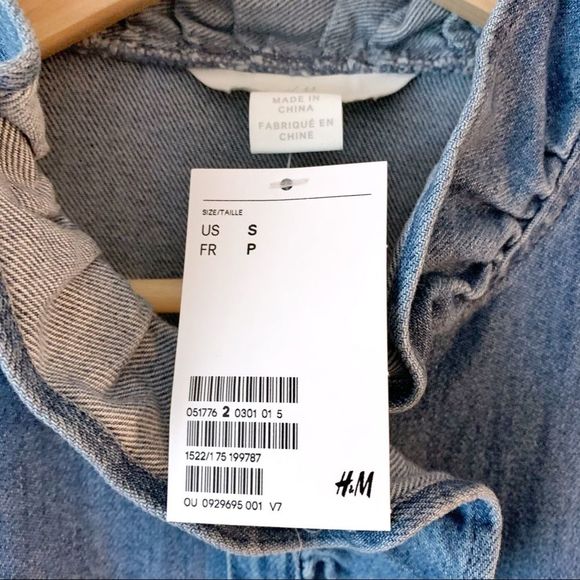 MADE IN
CHINA
FABRIQUÉ EN
CHINE
SIZE/TAILLE
US S
FR P
051776 2 0301 01 5
1522/1 75 199787
H&M
OU 0929695 001 V7